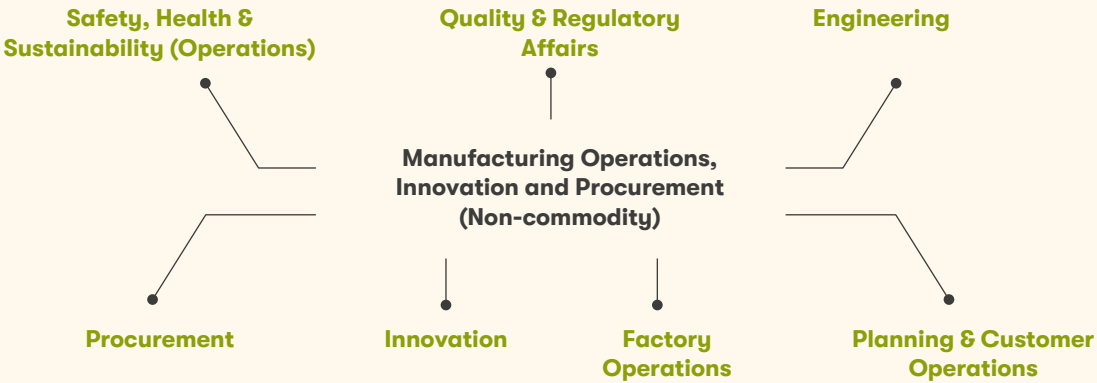 Safety, Health &
Sustainability (Operations)
Quality & Regulatory
Affairs
Engineering
Manufacturing Operations,
Innovation and Procurement
(Non-commodity)
Procurement
Innovation
Factory
Operations
Planning & Customer
Operations